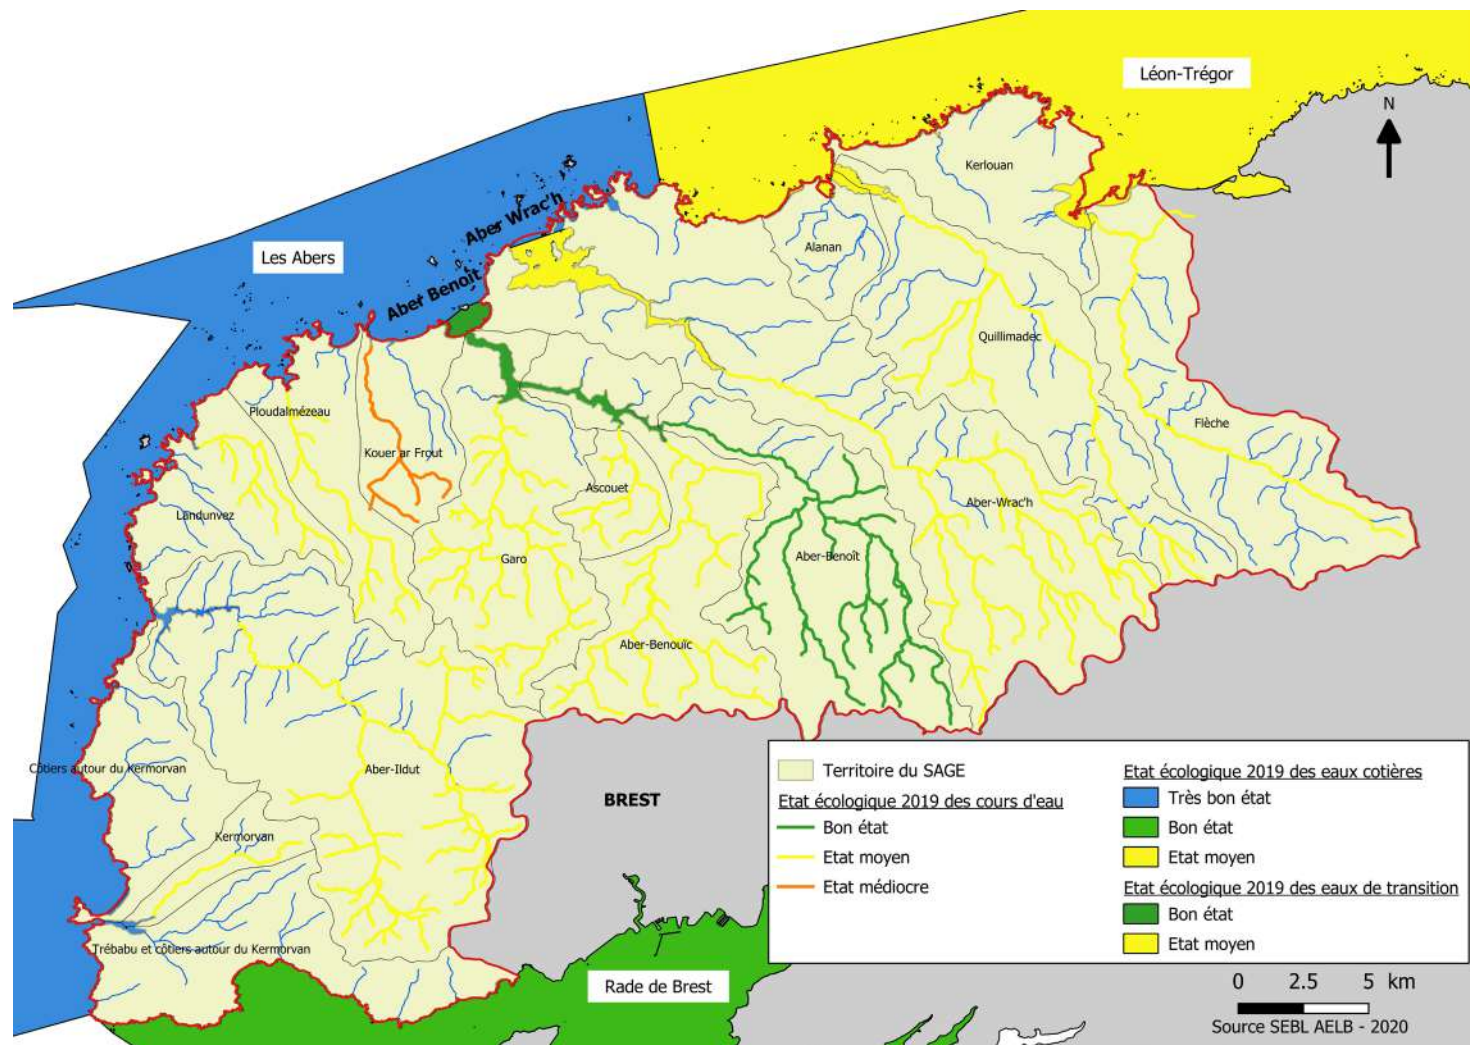 Léon-Trégor
N
Kerlouan
Aber Wrac'h
Les Abers
Alanan
Aber Benoît
Quillimadec
Ploudalmézeau
Flèche
Kouer ar Frout
Ascouet
Aber-Wrac'h
Landunvez
Garo
Aber-Benoït
Aber-Benouïc
Côtiers autour du Kermorvan
Aber-Ildut
BREST
Kermorvan
Trébabu et côtiers autour du Kermorvan
Rade de Brest
Territoire du SAGE
Etat écologique 2019 des cours d'eau
Bon état
Etat moyen
Etat médiocre
Etat écologique 2019 des eaux cotières
Très bon état
Bon état
Etat moyen
Etat écologique 2019 des eaux de transition
Bon état
Etat moyen
0 2.5 5 km
Source SEBL AELB - 2020